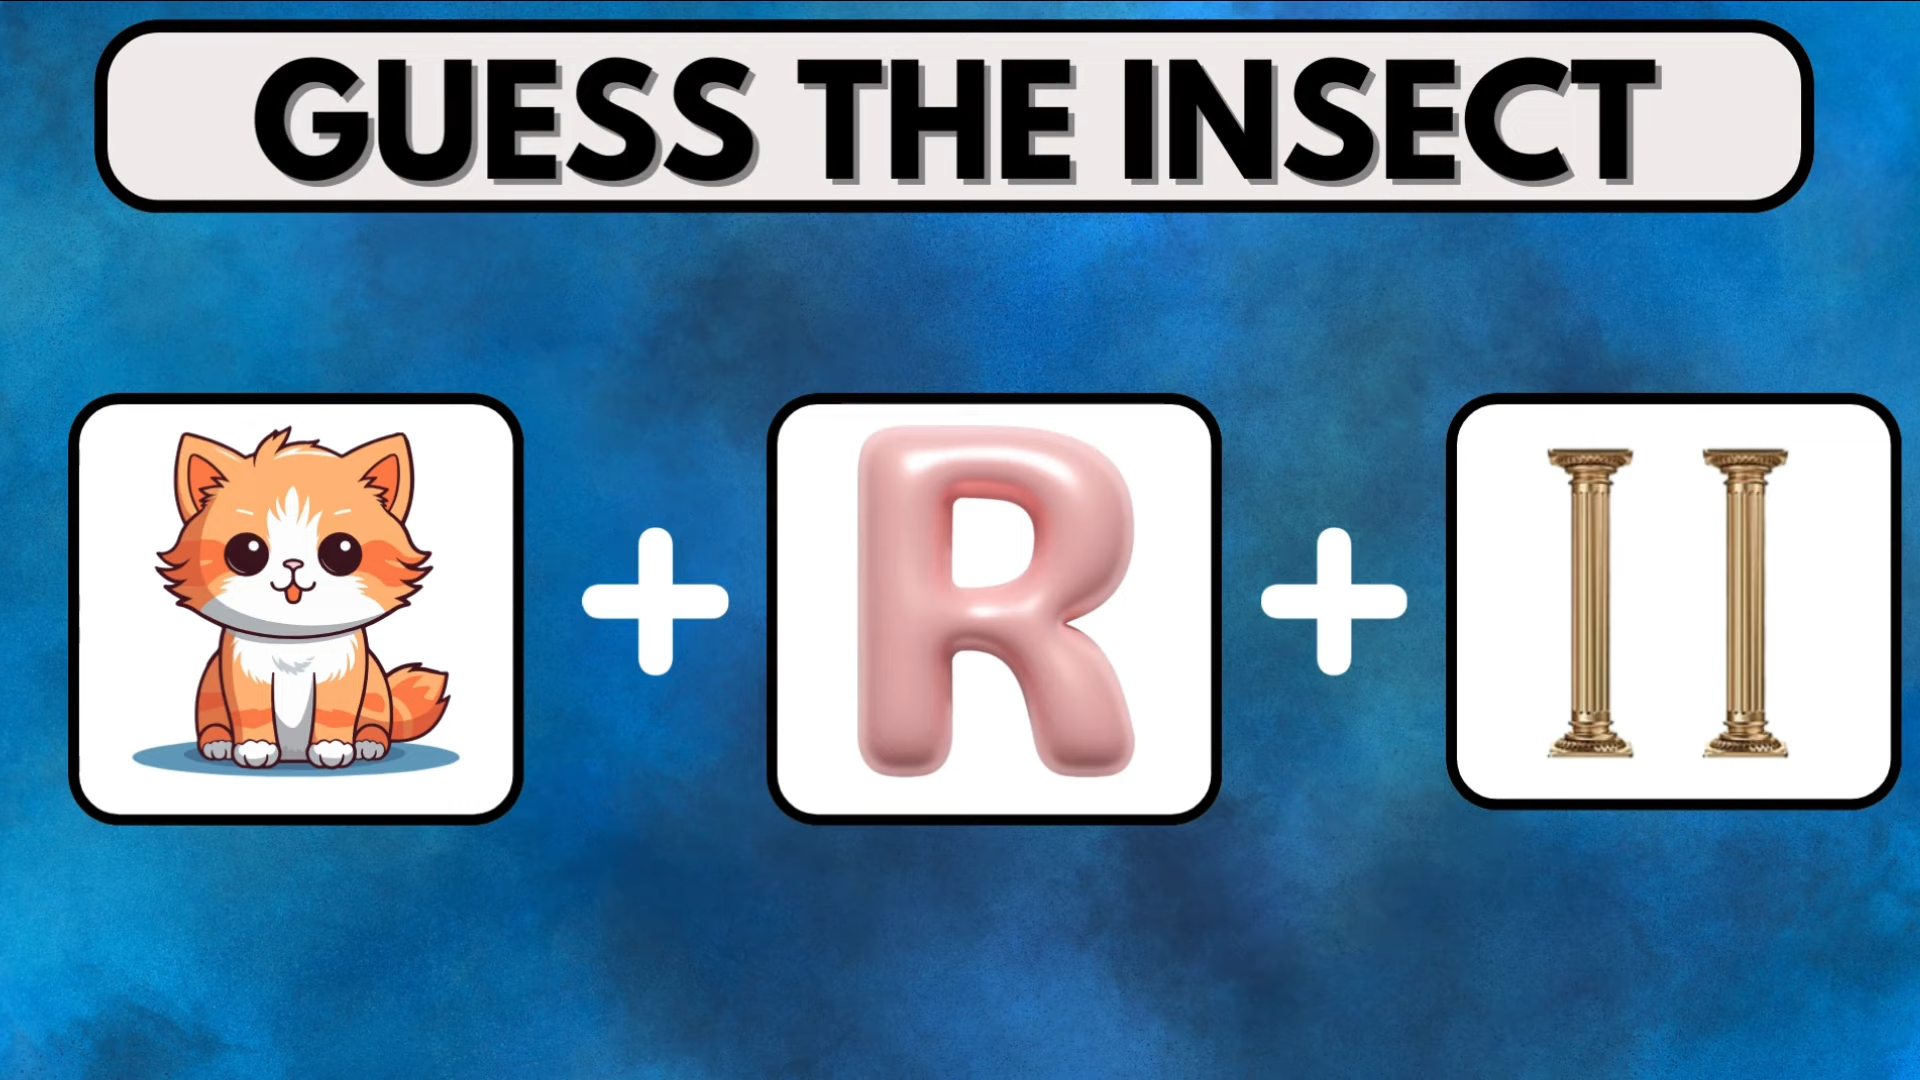 GUESS THE INSECT
+ R +